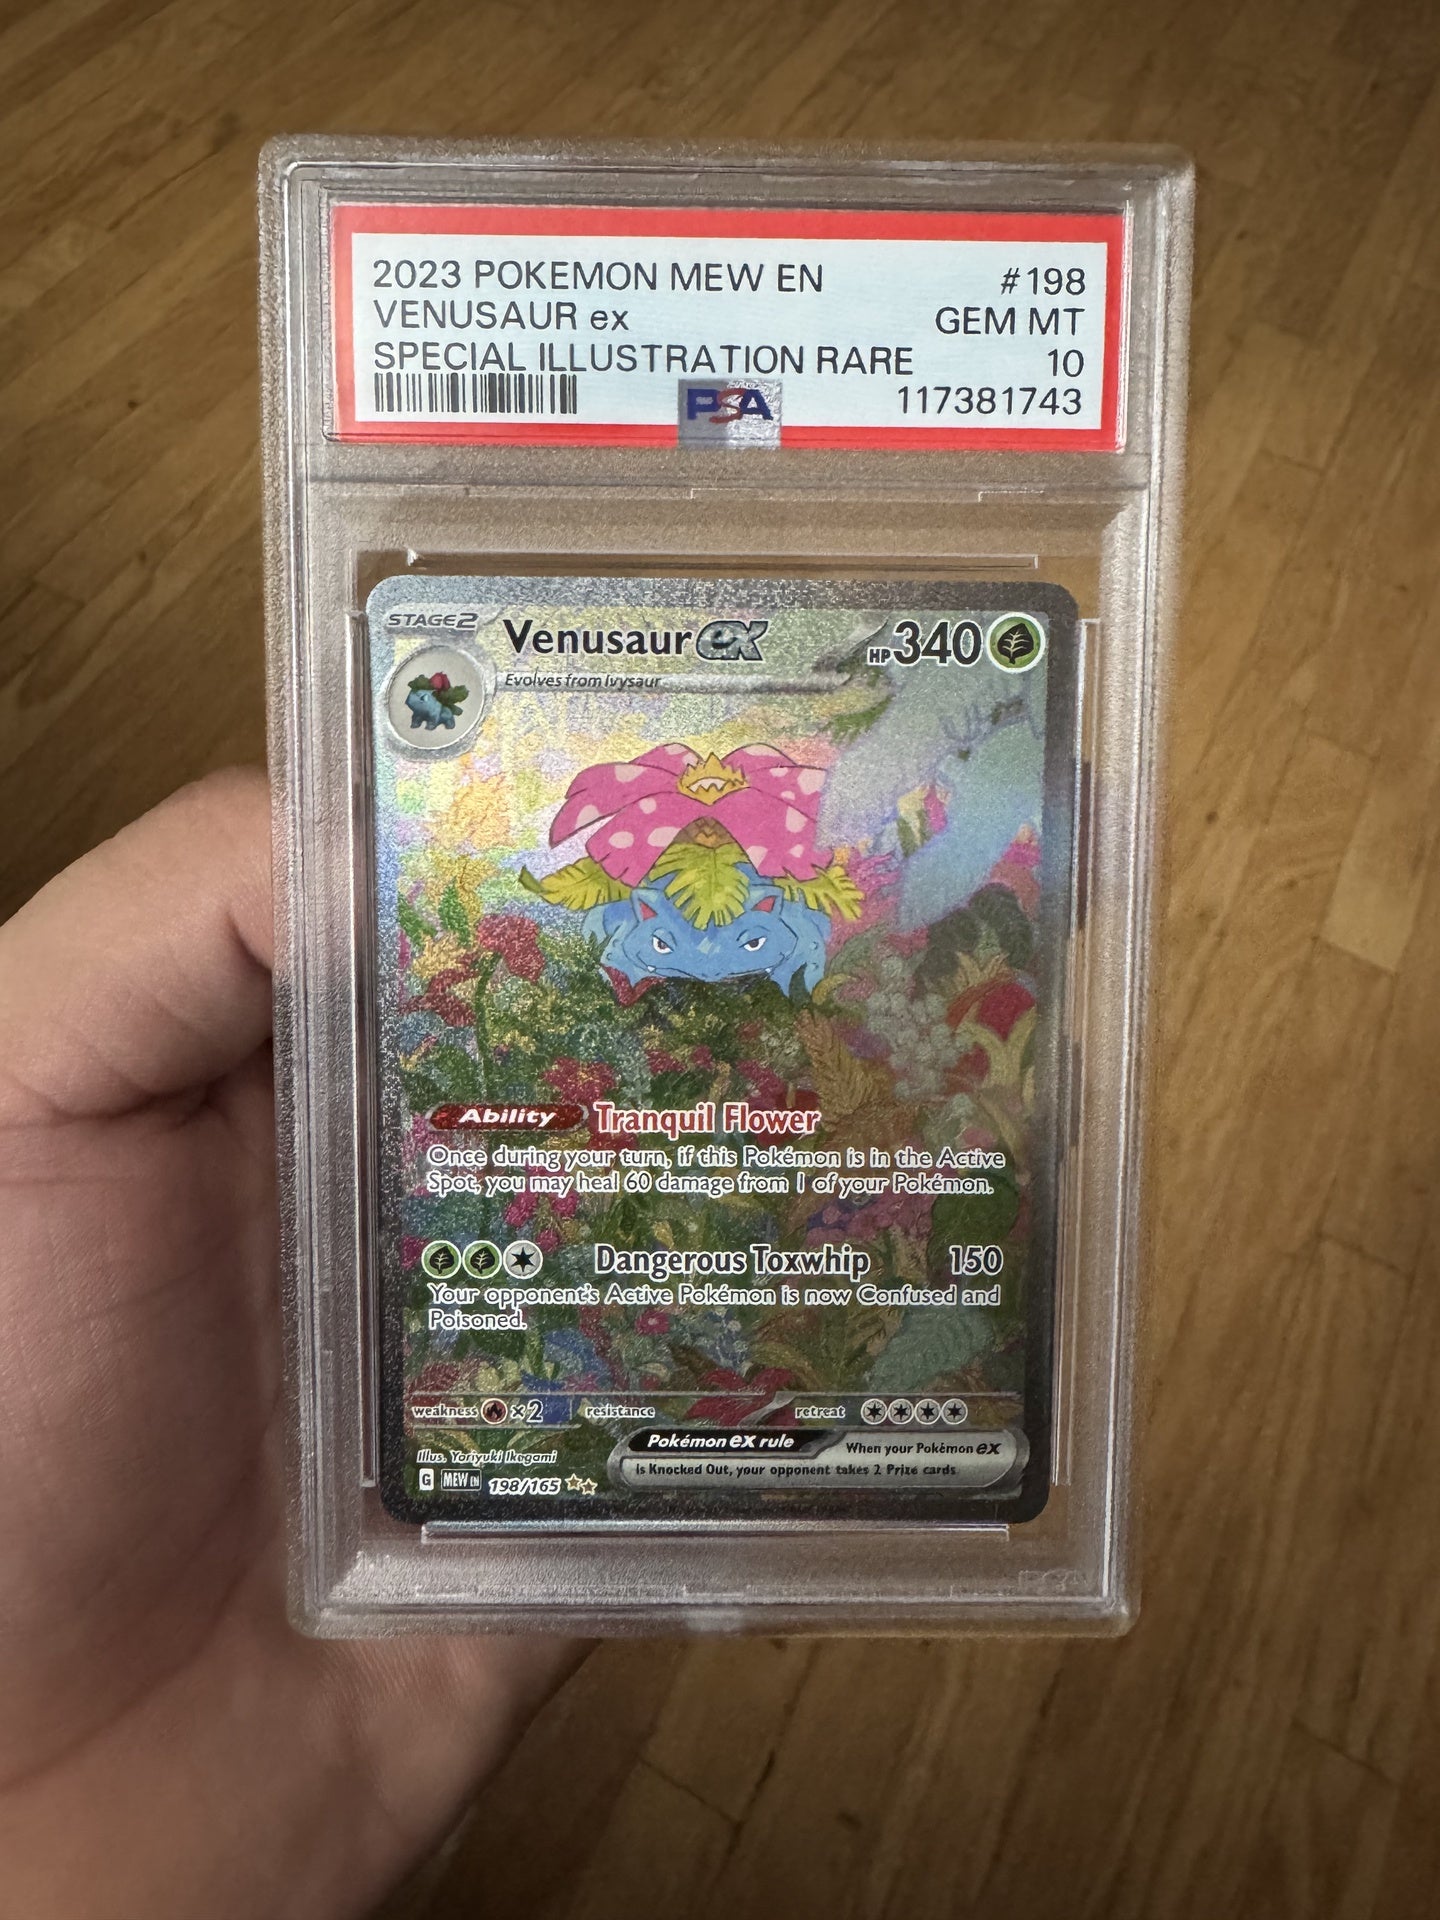 2023 POKEMON MEW EN #198
VENUSAUR ex GEM MT
SPECIAL ILLUSTRATION RARE 10
PSA 117381743
STAGE2 Venusaur ex HP340
Evolves from Ivysaur
Ability Tranquil Flower
Once during your turn, if this Pokémon is in the Active
Spot, you may heal 60 damage from 1 of your Pokémon.
Dangerous Toxwhip 150
Your opponent's Active Pokémon is now Confused and
Poisoned.
weakness ×2 resistance retreat
Illus. Yoriyuki Ikegami
Pokémon ex rule When your Pokémon ex
is Knocked Out, your opponent takes 2 Prize cards.
G MEW EN 198/165